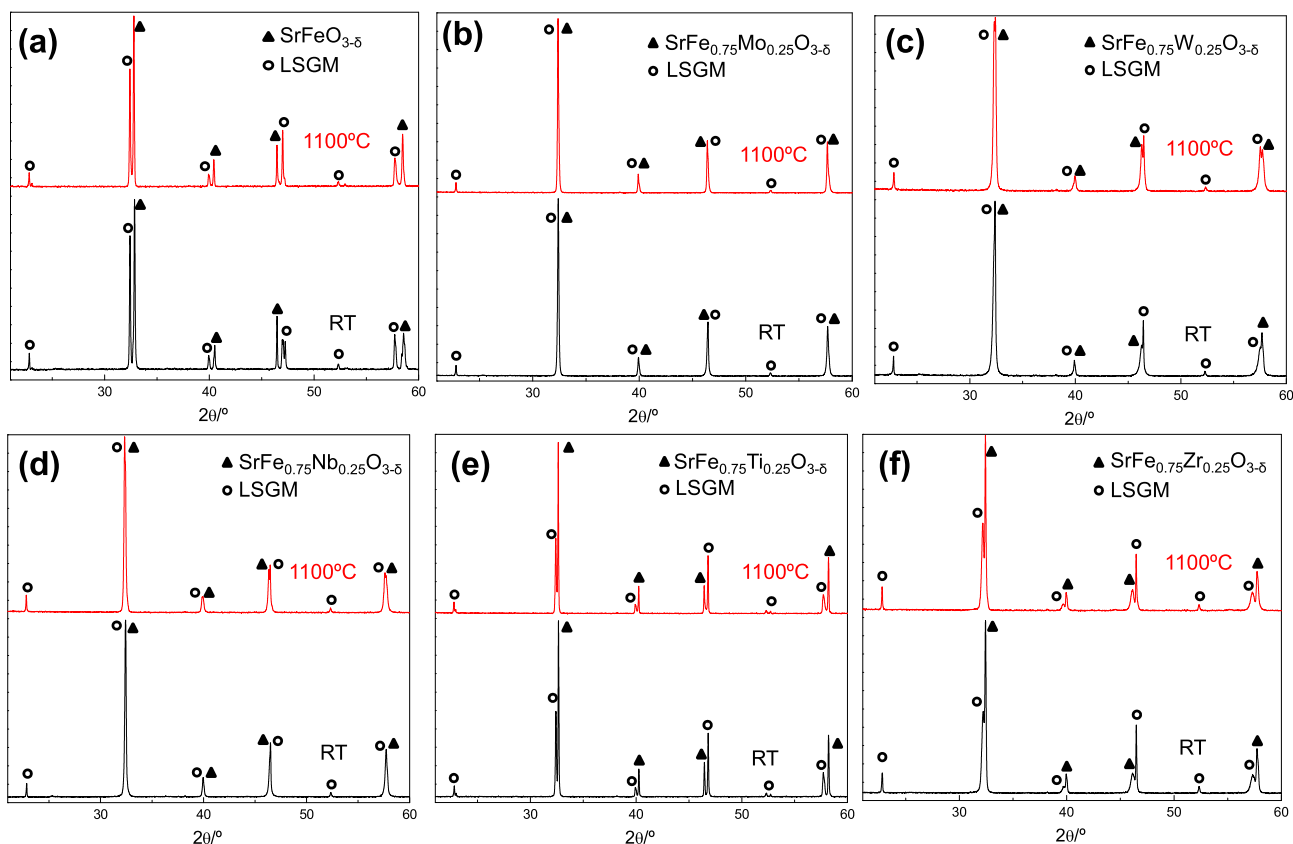 (a)
▲ SrFeO3-δ
LSGM
1100ºC
RT
30 40 50 60
2θ/º
(b)
▲ SrFe0.75Mo0.25O3-δ
LSGM
1100ºC
RT
30 40 50 60
2θ/º
(c)
▲ SrFe0.75W0.25O3-δ
LSGM
1100ºC
RT
30 40 50 60
2θ/º
(d)
▲ SrFe0.75Nb0.25O3-δ
LSGM
1100ºC
RT
30 40 50 60
2θ/º
(e)
▲ SrFe0.75Ti0.25O3-δ
LSGM
1100ºC
RT
30 40 50 60
2θ/º
(f)
▲ SrFe0.75Zr0.25O3-δ
LSGM
1100ºC
RT
30 40 50 60
2θ/º